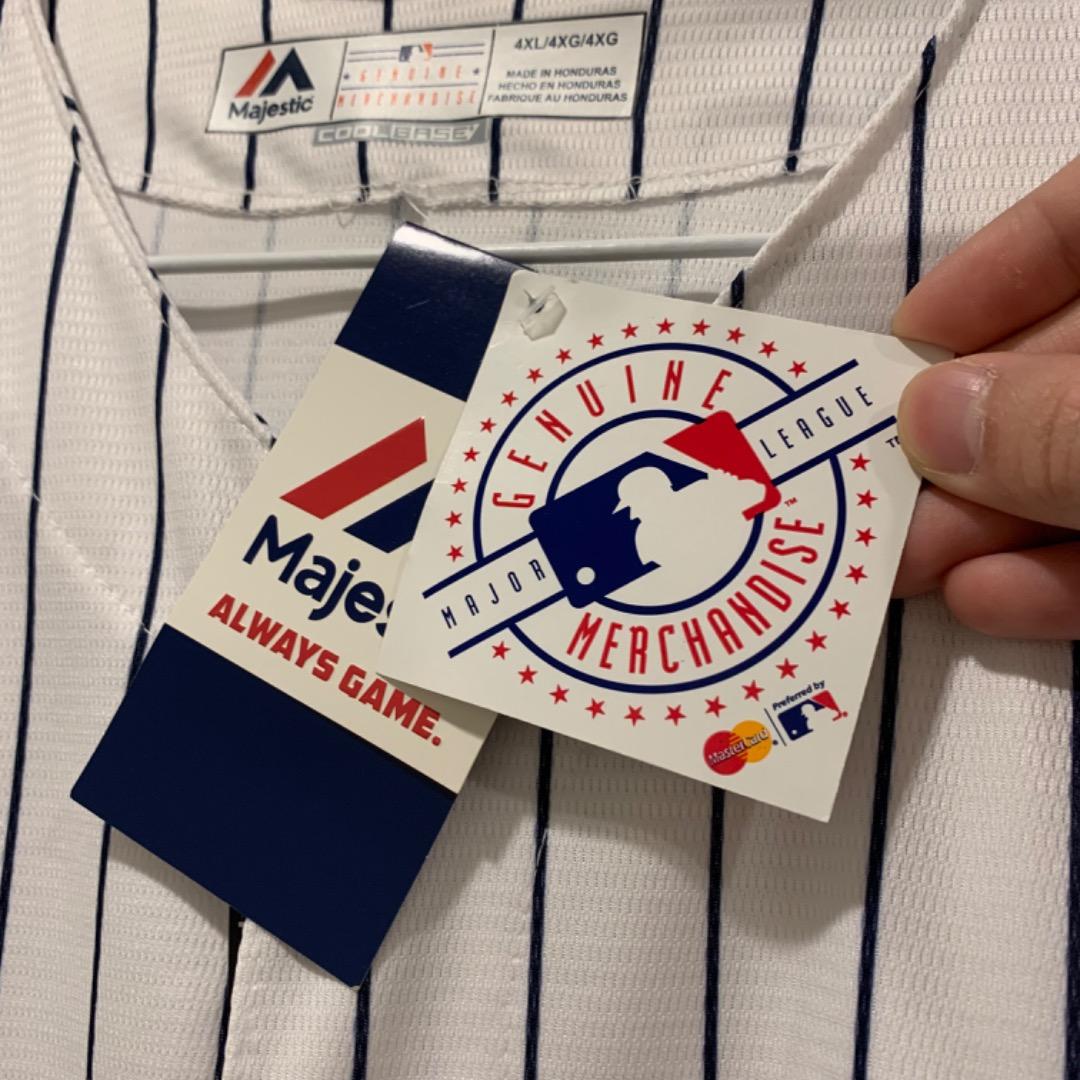 Majestic
GENUINE
MERCHANDISE
4XL/4XG/4XG
MADE IN HONDURAS
HECHO EN HONDURAS
FABRIQUE AU HONDURAS
COOLBASE
Majes
ALWAYS GAME.
GENUINE
MAJOR LEAGUE
MERCHANDISE™
Preferred by
MasterCard